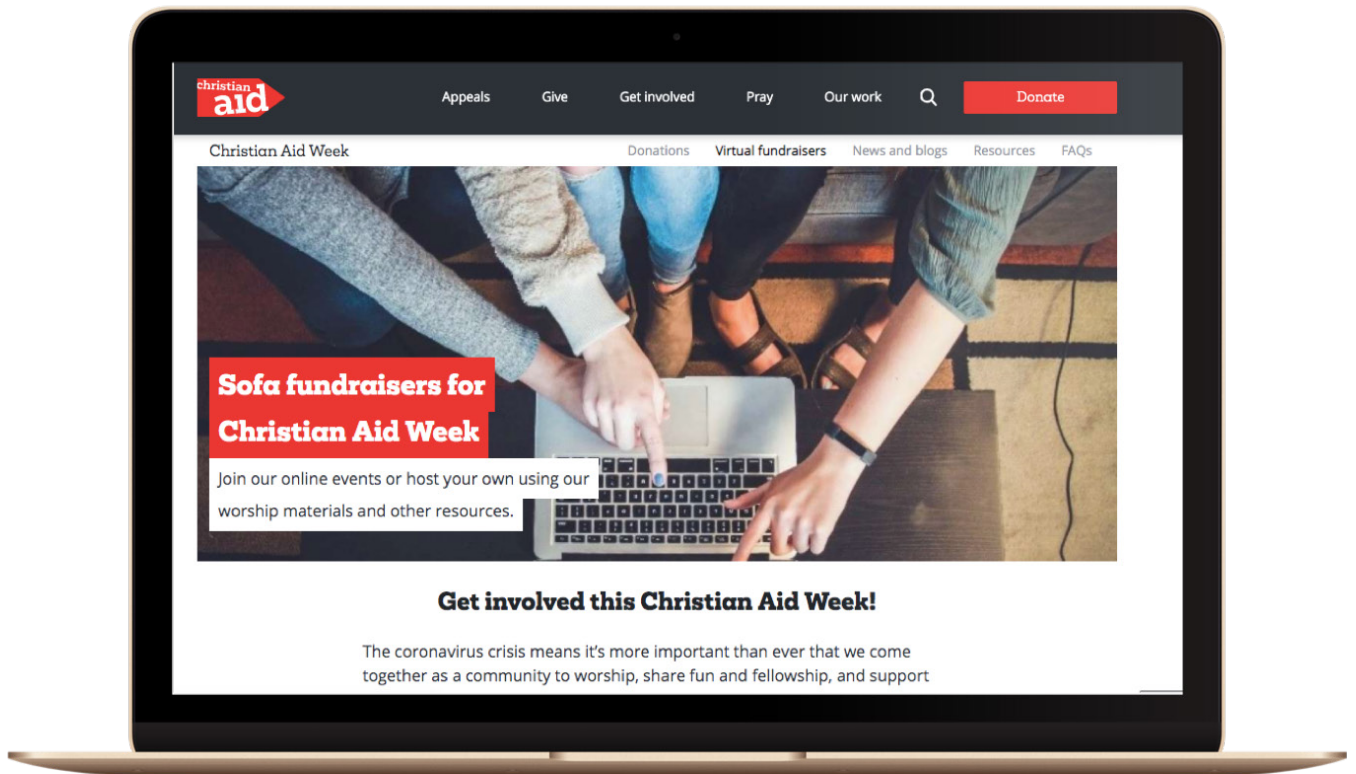 christian
aid
Appeals Give Get involved Pray Our work Donate
Christian Aid Week Donations Virtual fundraisers News and blogs Resources FAQs
Sofa fundraisers for
Christian Aid Week
Join our online events or host your own using our
worship materials and other resources.
Get involved this Christian Aid Week!
The coronavirus crisis means it's more important than ever that we come
together as a community to worship, share fun and fellowship, and support